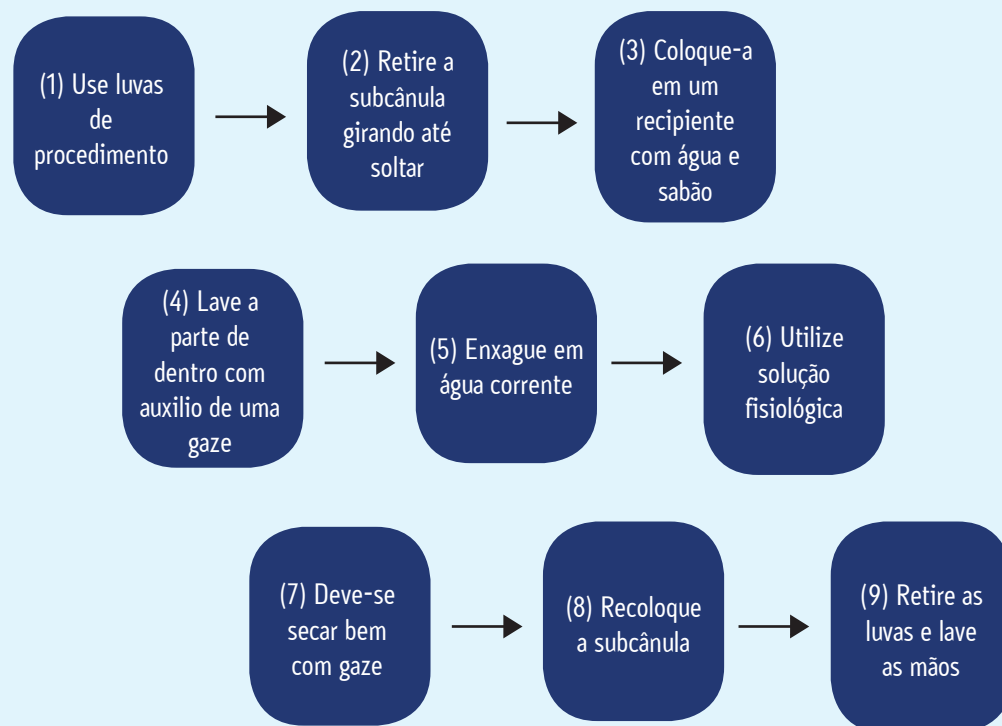 (1) Use luvas
de
procedimento
(2) Retire a
subcânula
girando até
soltar
(3) Coloque-a
em um
recipiente
com água e
sabão
(4) Lave a
parte de
dentro com
auxilio de uma
gaze
(5) Enxague em
água corrente
(6) Utilize
solução
fisiológica
(7) Deve-se
secar bem
com gaze
(8) Recoloque
a subcânula
(9) Retire as
luvas e lave
as mãos